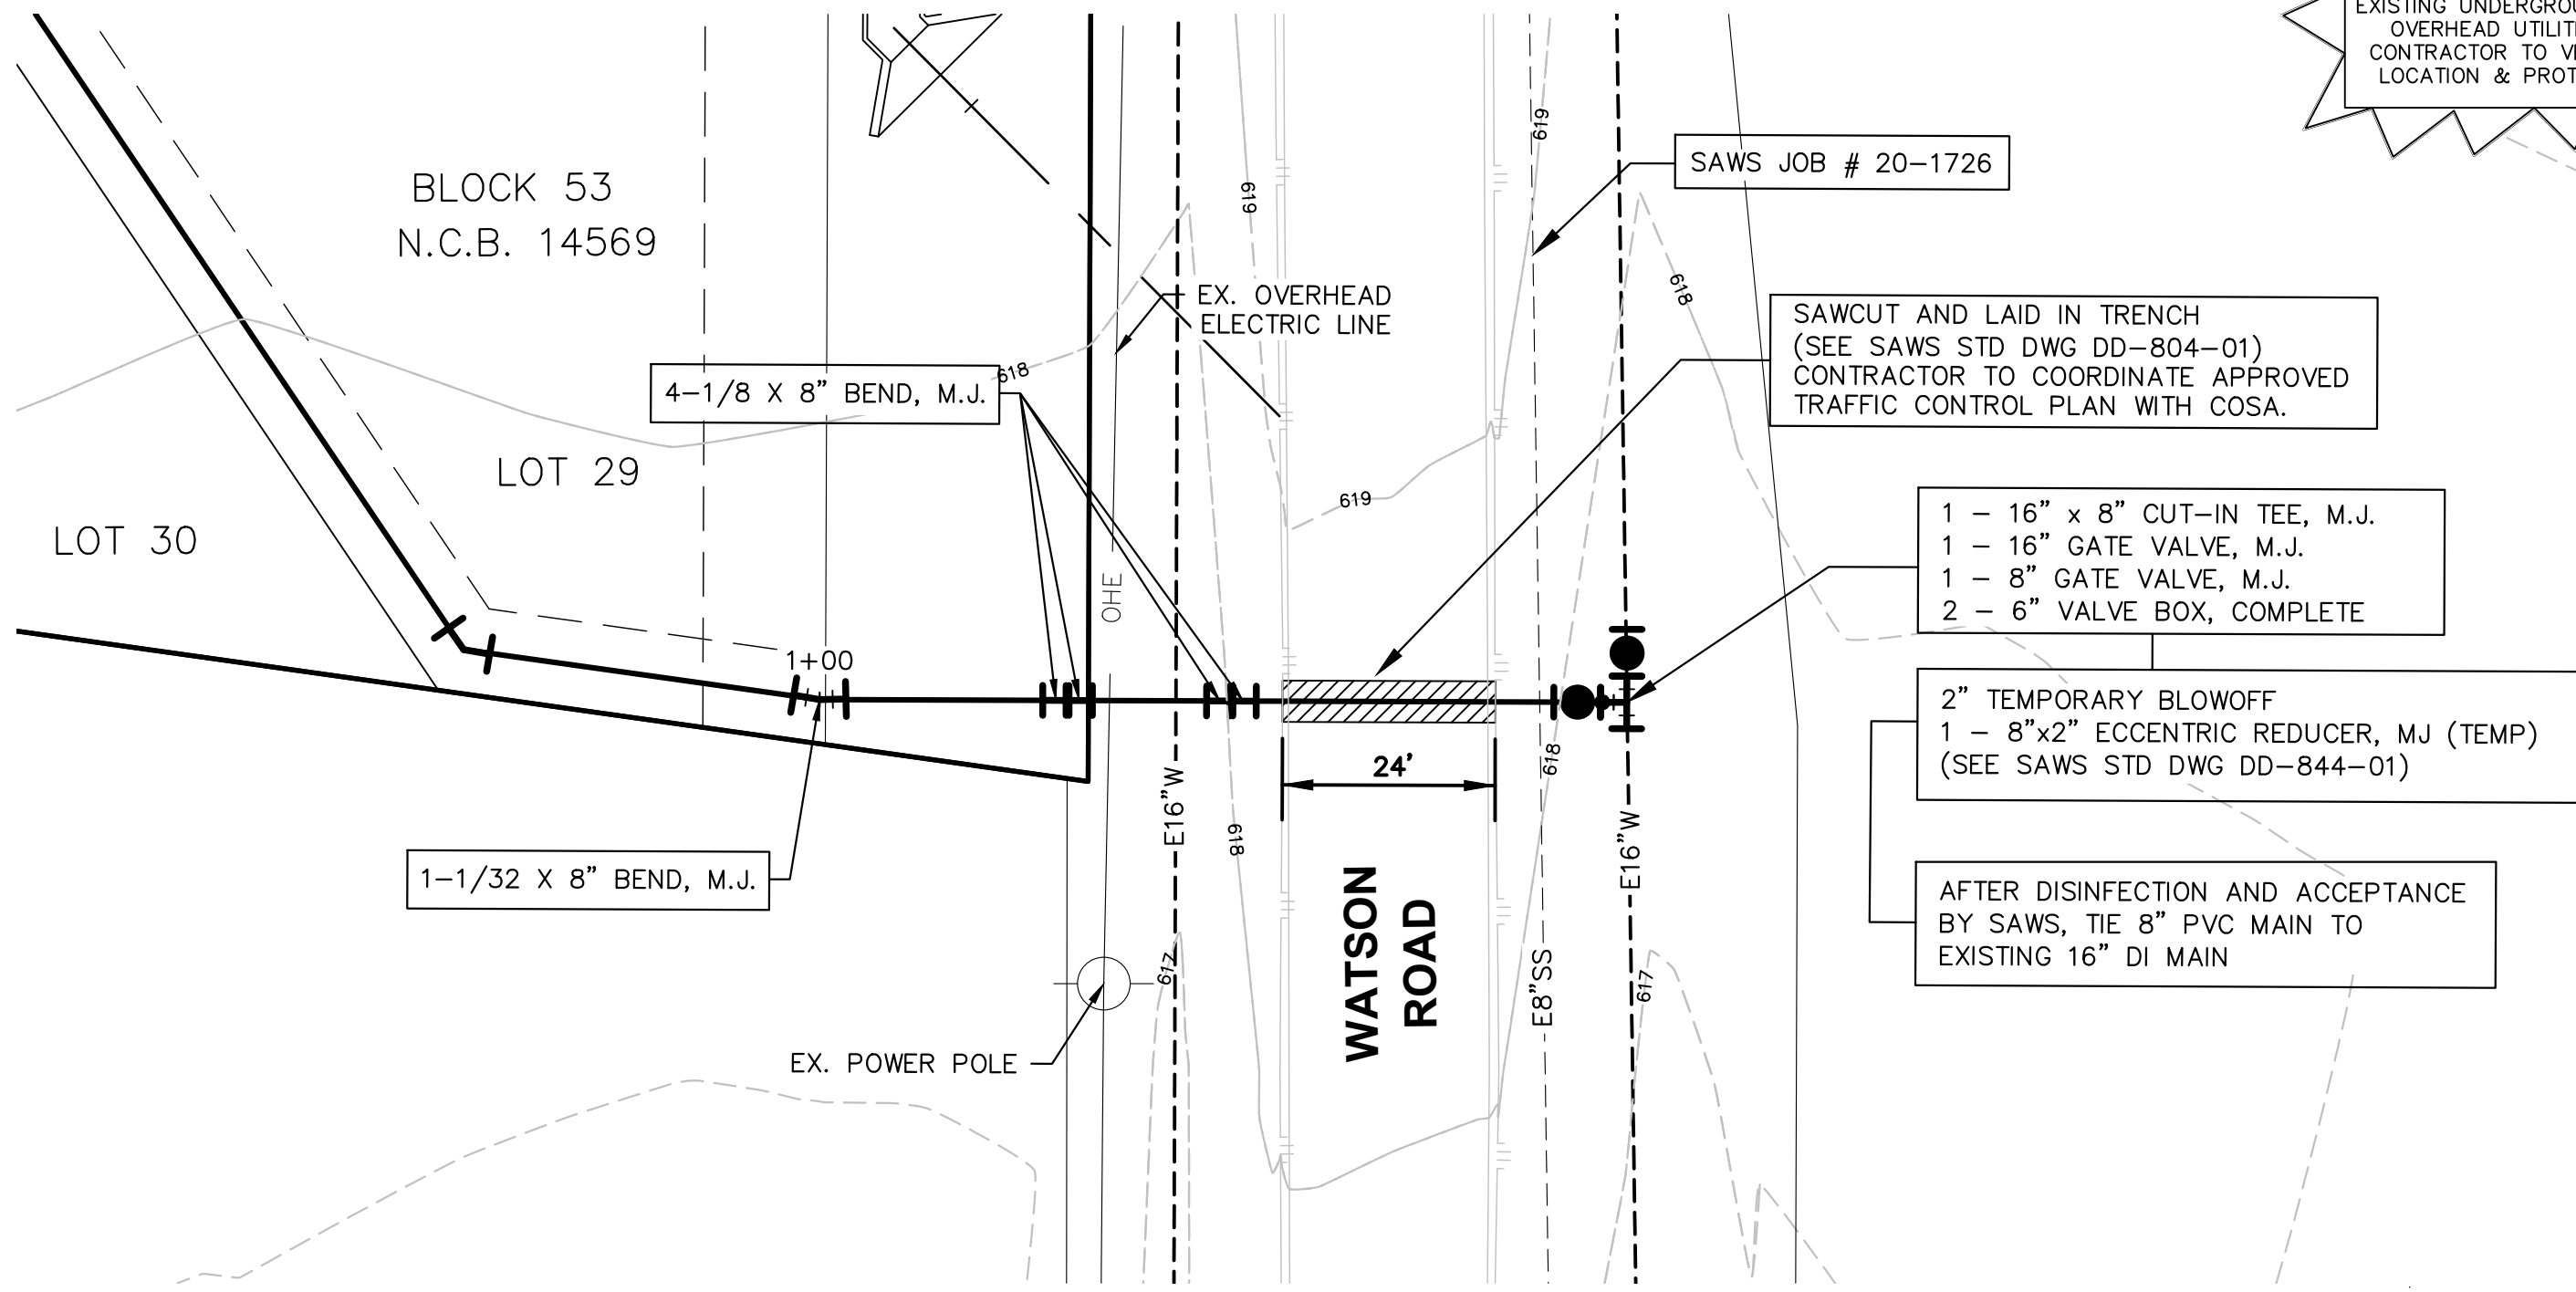 EXISTING
OVERHEAD
CONTRACTOR TO
LOCATION &
BLOCK 53
N.C.B. 14569
619
SAWS JOB # 20-1726
619
618
EX. OVERHEAD
ELECTRIC LINE
SAWCUT AND LAID IN TRENCH
(SEE SAWS STD DWG DD-804-01)
CONTRACTOR TO COORDINATE APPROVED
TRAFFIC CONTROL PLAN WITH COSA.
618
4-1/8 X 8" BEND, M.J.
LOT 29
619
LOT 30
1 - 16" x 8" CUT-IN TEE, M.J.
1 - 16" GATE VALVE, M.J.
1 - 8" GATE VALVE, M.J.
2 - 6" VALVE BOX, COMPLETE
OHE
1+00
2" TEMPORARY BLOWOFF
1 - 8"x2" ECCENTRIC REDUCER, MJ (TEMP)
(SEE SAWS STD DWG DD-844-01)
24'
618
E16"W
618
E16"W
1-1/32 X 8" BEND, M.J.
AFTER DISINFECTION AND ACCEPTANCE
BY SAWS, TIE 8" PVC MAIN TO
EXISTING 16" DI MAIN
WATSON
ROAD
617
E8"SS
617
EX. POWER POLE